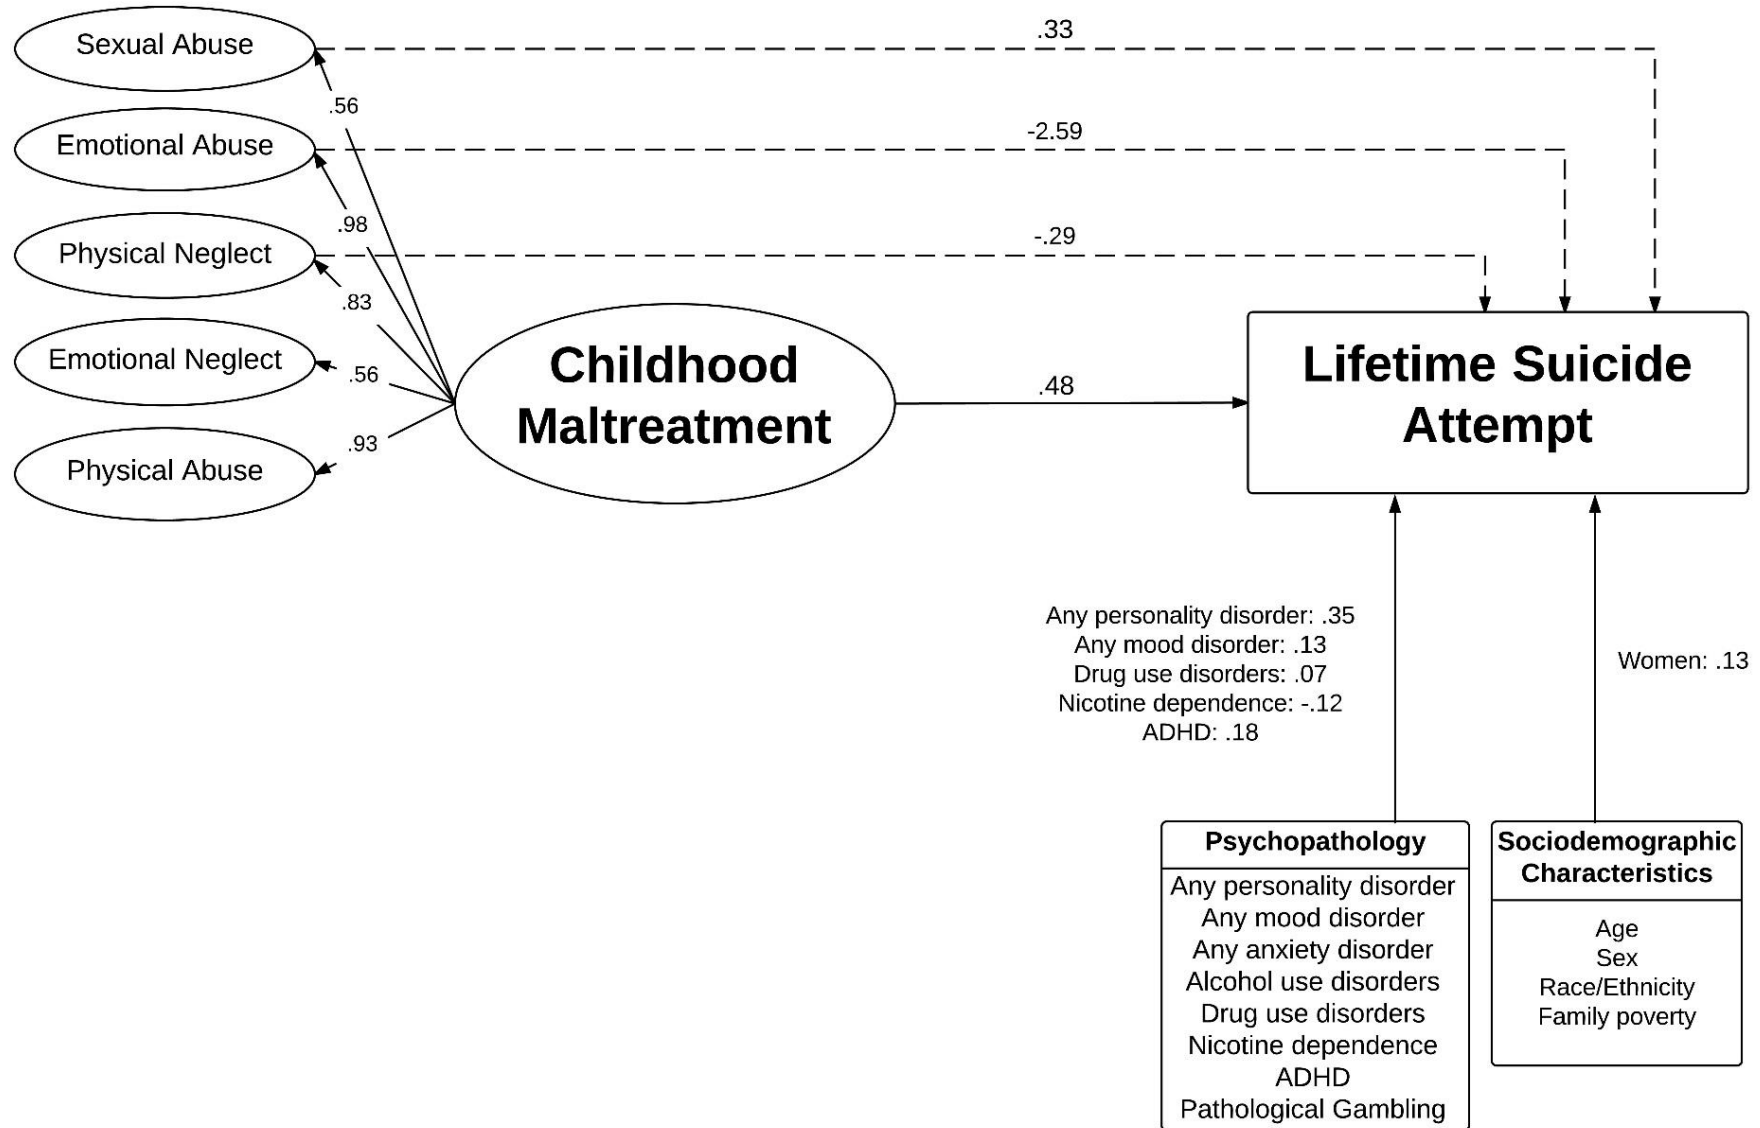 Sexual Abuse
.33
.56
Emotional Abuse
-2.59
.98
Physical Neglect
-.29
.83
Emotional Neglect
.56
Physical Abuse
.93
Childhood
Maltreatment
.48
Lifetime Suicide
Attempt
Any personality disorder: .35
Any mood disorder: .13
Drug use disorders: .07
Nicotine dependence: -.12
ADHD: .18
Women: .13
Psychopathology
Any personality disorder
Any mood disorder
Any anxiety disorder
Alcohol use disorders
Drug use disorders
Nicotine dependence
ADHD
Pathological Gambling
Sociodemographic
Characteristics
Age
Sex
Race/Ethnicity
Family poverty